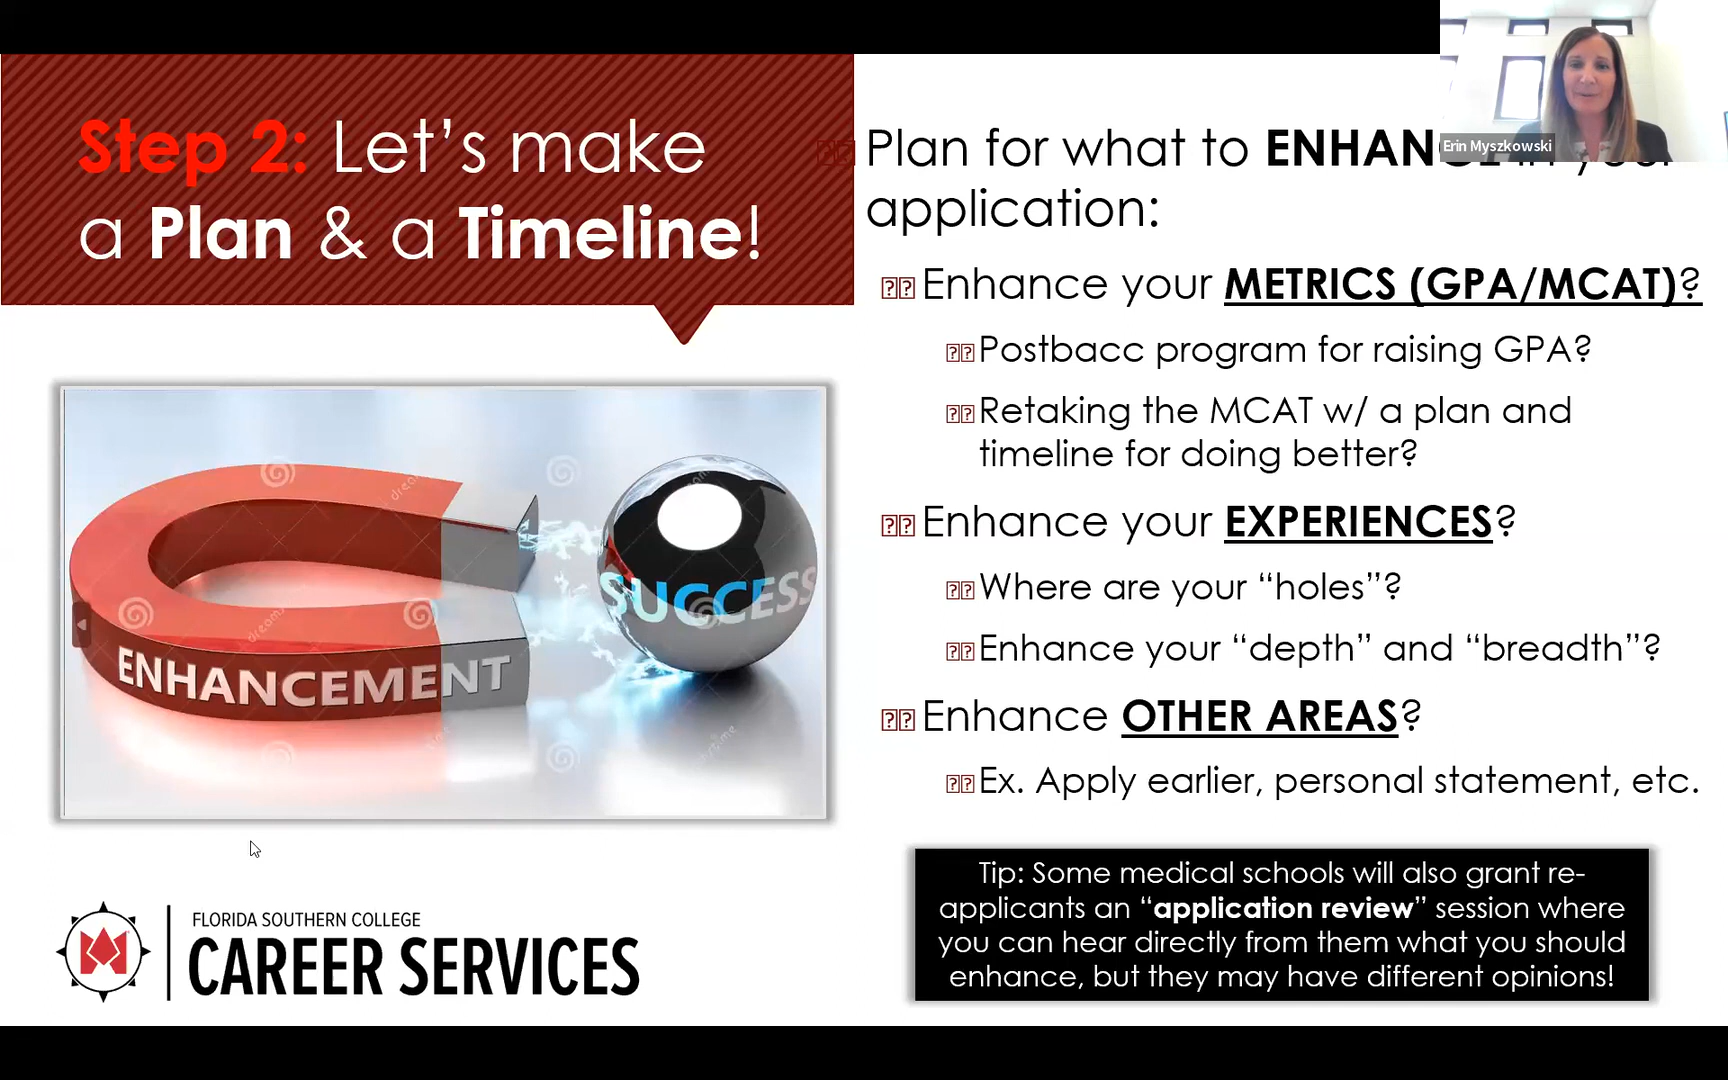 Step 2: Let's make
a Plan & a Timeline!
ENHANCEMENT
SUCCESS
FLORIDA SOUTHERN COLLEGE
CAREER SERVICES
Erin Myszkowski
Plan for what to ENHANCE in your
application:
Enhance your METRICS (GPA/MCAT)?
Postbacc program for raising GPA?
Retaking the MCAT w/ a plan and
timeline for doing better?
Enhance your EXPERIENCES?
Where are your “holes”?
Enhance your “depth” and “breadth”?
Enhance OTHER AREAS?
Ex. Apply earlier, personal statement, etc.
Tip: Some medical schools will also grant re-
applicants an “application review” session where
you can hear directly from them what you should
enhance, but they may have different opinions!